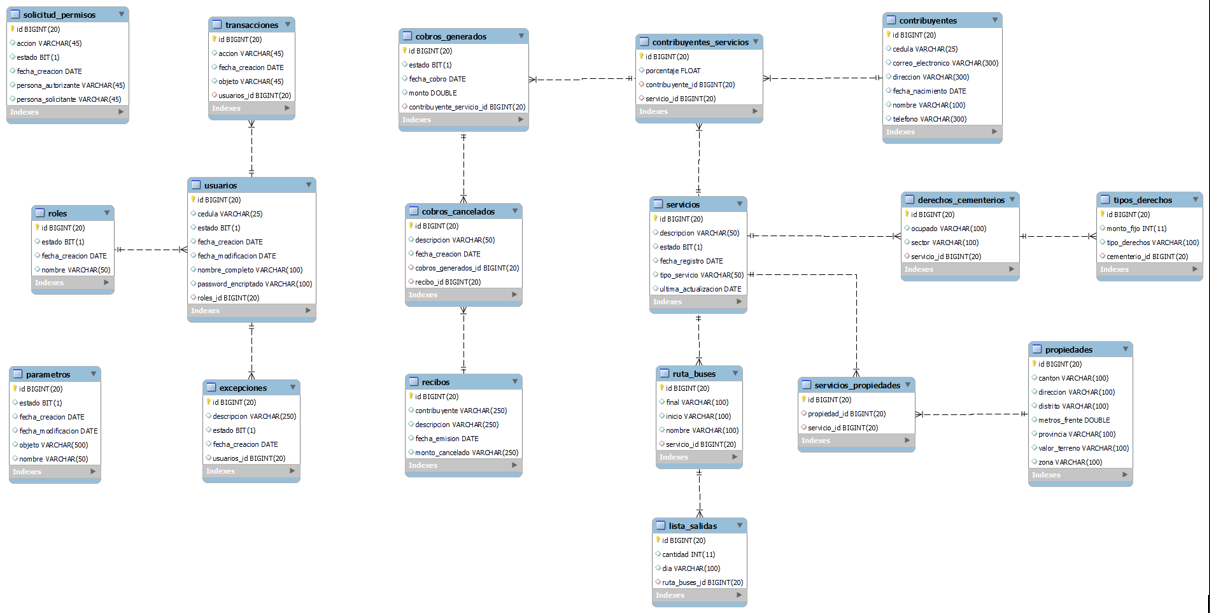 solicitud_permisos
id BIGINT(20)
accion VARCHAR(45)
estado BIT(1)
fecha_creacion DATE
persona_autorizante VARCHAR(45)
persona_solicitante VARCHAR(45)
Indexes
transacciones
id BIGINT(20)
accion VARCHAR(45)
fecha_creacion DATE
objeto VARCHAR(45)
usuarios_id BIGINT(20)
Indexes
cobros_generados
id BIGINT(20)
estado BIT(1)
fecha_cobro DATE
monto DOUBLE
contribuyente_servicio_id BIGINT(20)
Indexes
contribuyentes_servicios
id BIGINT(20)
porcentaje FLOAT
contribuyente_id BIGINT(20)
servicio_id BIGINT(20)
Indexes
contribuyentes
id BIGINT(20)
cedula VARCHAR(25)
correo_electronico VARCHAR(300)
direccion VARCHAR(300)
fecha_nacimiento DATE
nombre VARCHAR(100)
telefono VARCHAR(300)
Indexes
roles
id BIGINT(20)
estado BIT(1)
fecha_creacion DATE
nombre VARCHAR(50)
Indexes
usuarios
id BIGINT(20)
cedula VARCHAR(25)
estado BIT(1)
fecha_creacion DATE
fecha_modificacion DATE
nombre_completo VARCHAR(100)
password_encriptado VARCHAR(100)
roles_id BIGINT(20)
Indexes
cobros_cancelados
id BIGINT(20)
descripcion VARCHAR(50)
fecha_creacion DATE
cobros_generados_id BIGINT(20)
recibo_id BIGINT(20)
Indexes
servicios
id BIGINT(20)
descripcion VARCHAR(50)
estado BIT(1)
fecha_registro DATE
tipo_servicio VARCHAR(50)
ultima_actualizacion DATE
Indexes
derechos_cementerios
id BIGINT(20)
ocupado VARCHAR(100)
sector VARCHAR(100)
servicio_id BIGINT(20)
Indexes
tipos_derechos
id BIGINT(20)
monto_fijo INT(11)
tipo_derechos VARCHAR(100)
cementerio_id BIGINT(20)
Indexes
parametros
id BIGINT(20)
estado BIT(1)
fecha_creacion DATE
fecha_modificacion DATE
objeto VARCHAR(500)
nombre VARCHAR(50)
Indexes
excepciones
id BIGINT(20)
descripcion VARCHAR(250)
estado BIT(1)
fecha_creacion DATE
usuarios_id BIGINT(20)
Indexes
recibos
id BIGINT(20)
contribuyente VARCHAR(250)
descripcion VARCHAR(250)
fecha_emision DATE
monto_cancelado VARCHAR(250)
Indexes
ruta_buses
id BIGINT(20)
final VARCHAR(100)
inicio VARCHAR(100)
nombre VARCHAR(100)
servicio_id BIGINT(20)
Indexes
servicios_propiedades
id BIGINT(20)
propiedad_id BIGINT(20)
servicio_id BIGINT(20)
Indexes
propiedades
id BIGINT(20)
canton VARCHAR(100)
direccion VARCHAR(100)
distrito VARCHAR(100)
metros_frente DOUBLE
provincia VARCHAR(100)
valor_terreno VARCHAR(100)
zona VARCHAR(100)
Indexes
lista_salidas
id BIGINT(20)
cantidad INT(11)
dia VARCHAR(100)
ruta_buses_id BIGINT(20)
Indexes